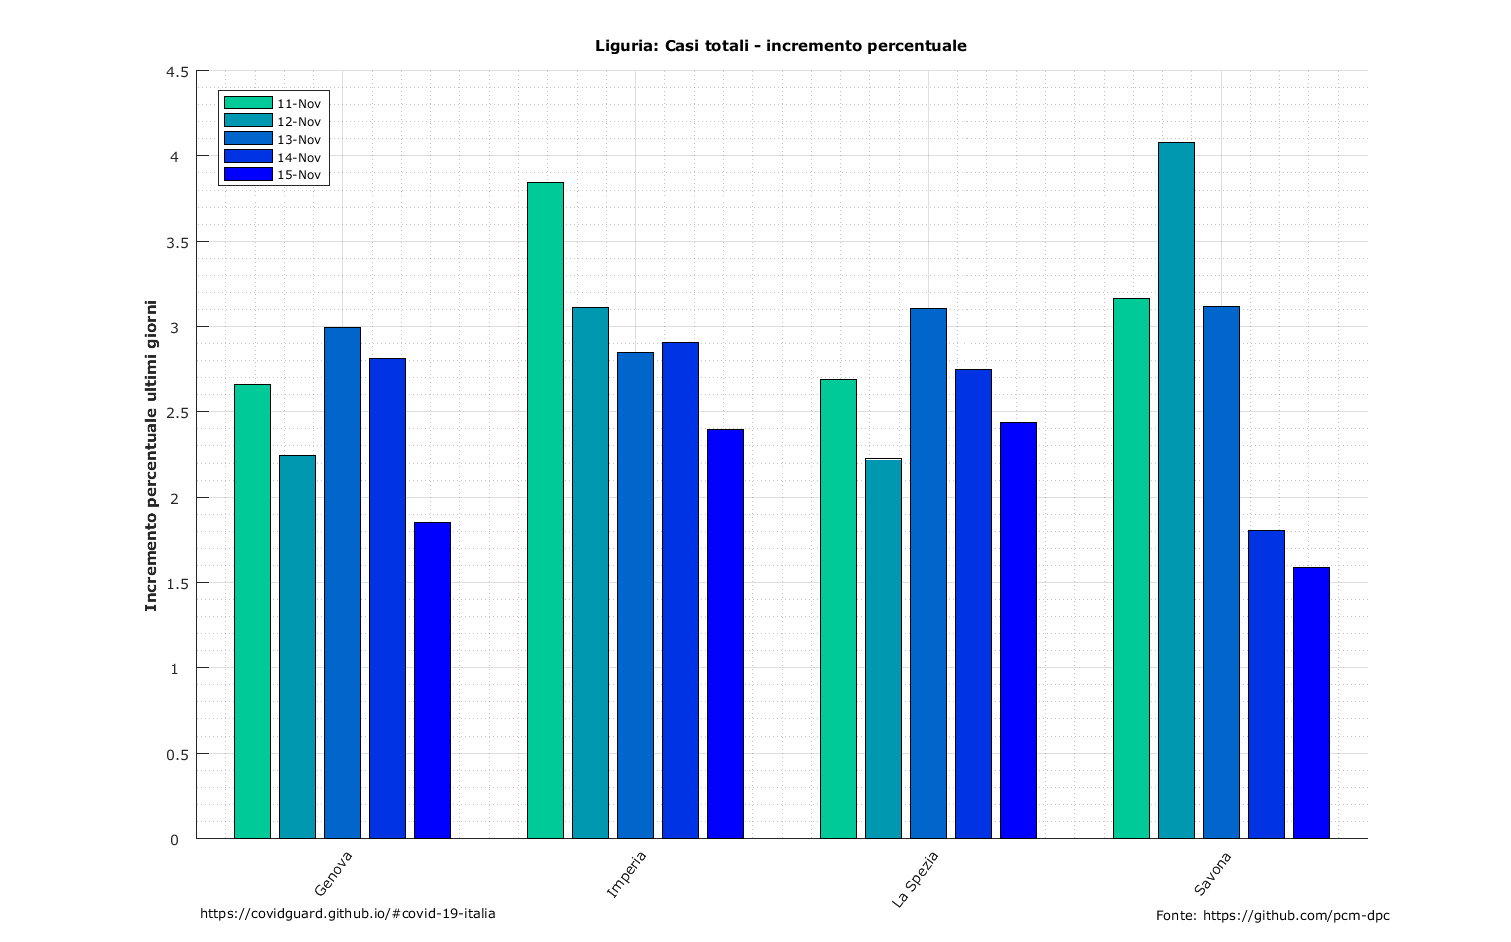 Liguria: Casi totali - incremento percentuale
4.5
4
3.5
3
2.5
2
1.5
1
0.5
0
Incremento percentuale ultimi giorni
11-Nov
12-Nov
13-Nov
14-Nov
15-Nov
Genova
Imperia
La Spezia
Savona
https://covidguard.github.io/#covid-19-italia
Fonte: https://github.com/pcm-dpc